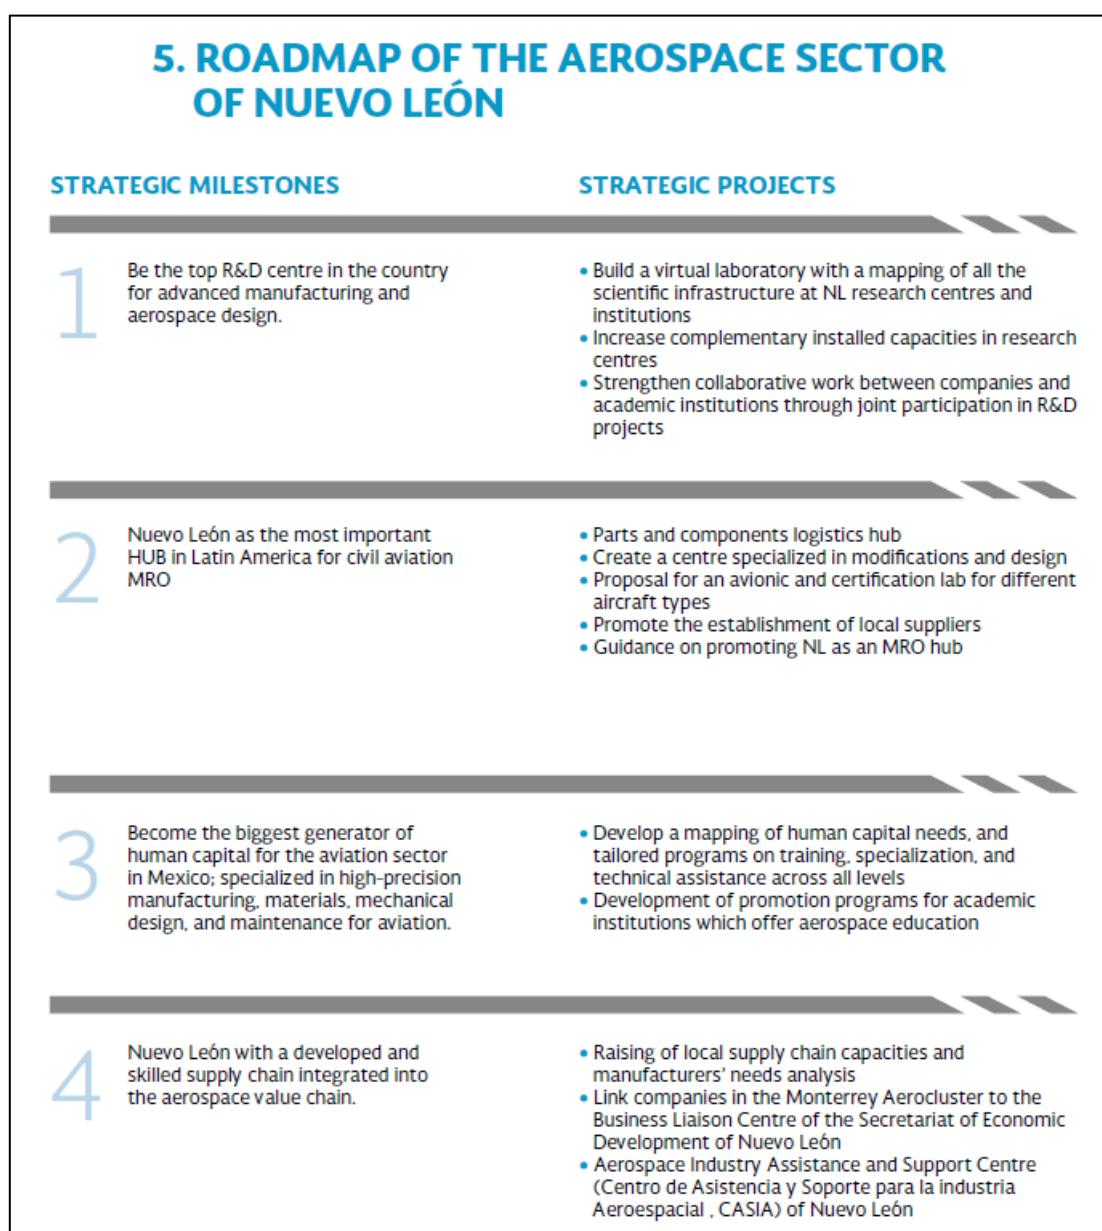 5. ROADMAP OF THE AEROSPACE SECTOR
OF NUEVO LEÓN
STRATEGIC MILESTONES
STRATEGIC PROJECTS
1
Be the top R&D centre in the country
for advanced manufacturing and
aerospace design.
• Build a virtual laboratory with a mapping of all the
scientific infrastructure at NL research centres and
institutions
• Increase complementary installed capacities in research
centres
• Strengthen collaborative work between companies and
academic institutions through joint participation in R&D
projects
2
Nuevo León as the most important
HUB in Latin America for civil aviation
MRO
• Parts and components logistics hub
• Create a centre specialized in modifications and design
• Proposal for an avionic and certification lab for different
aircraft types
• Promote the establishment of local suppliers
• Guidance on promoting NL as an MRO hub
3
Become the biggest generator of
human capital for the aviation sector
in Mexico; specialized in high-precision
manufacturing, materials, mechanical
design, and maintenance for aviation.
• Develop a mapping of human capital needs, and
tailored programs on training, specialization, and
technical assistance across all levels
• Development of promotion programs for academic
institutions which offer aerospace education
4
Nuevo León with a developed and
skilled supply chain integrated into
the aerospace value chain.
• Raising of local supply chain capacities and
manufacturers' needs analysis
• Link companies in the Monterrey Aerocluster to the
Business Liaison Centre of the Secretariat of Economic
Development of Nuevo León
• Aerospace Industry Assistance and Support Centre
(Centro de Asistencia y Soporte para la industria
Aeroespacial , CASIA) of Nuevo León